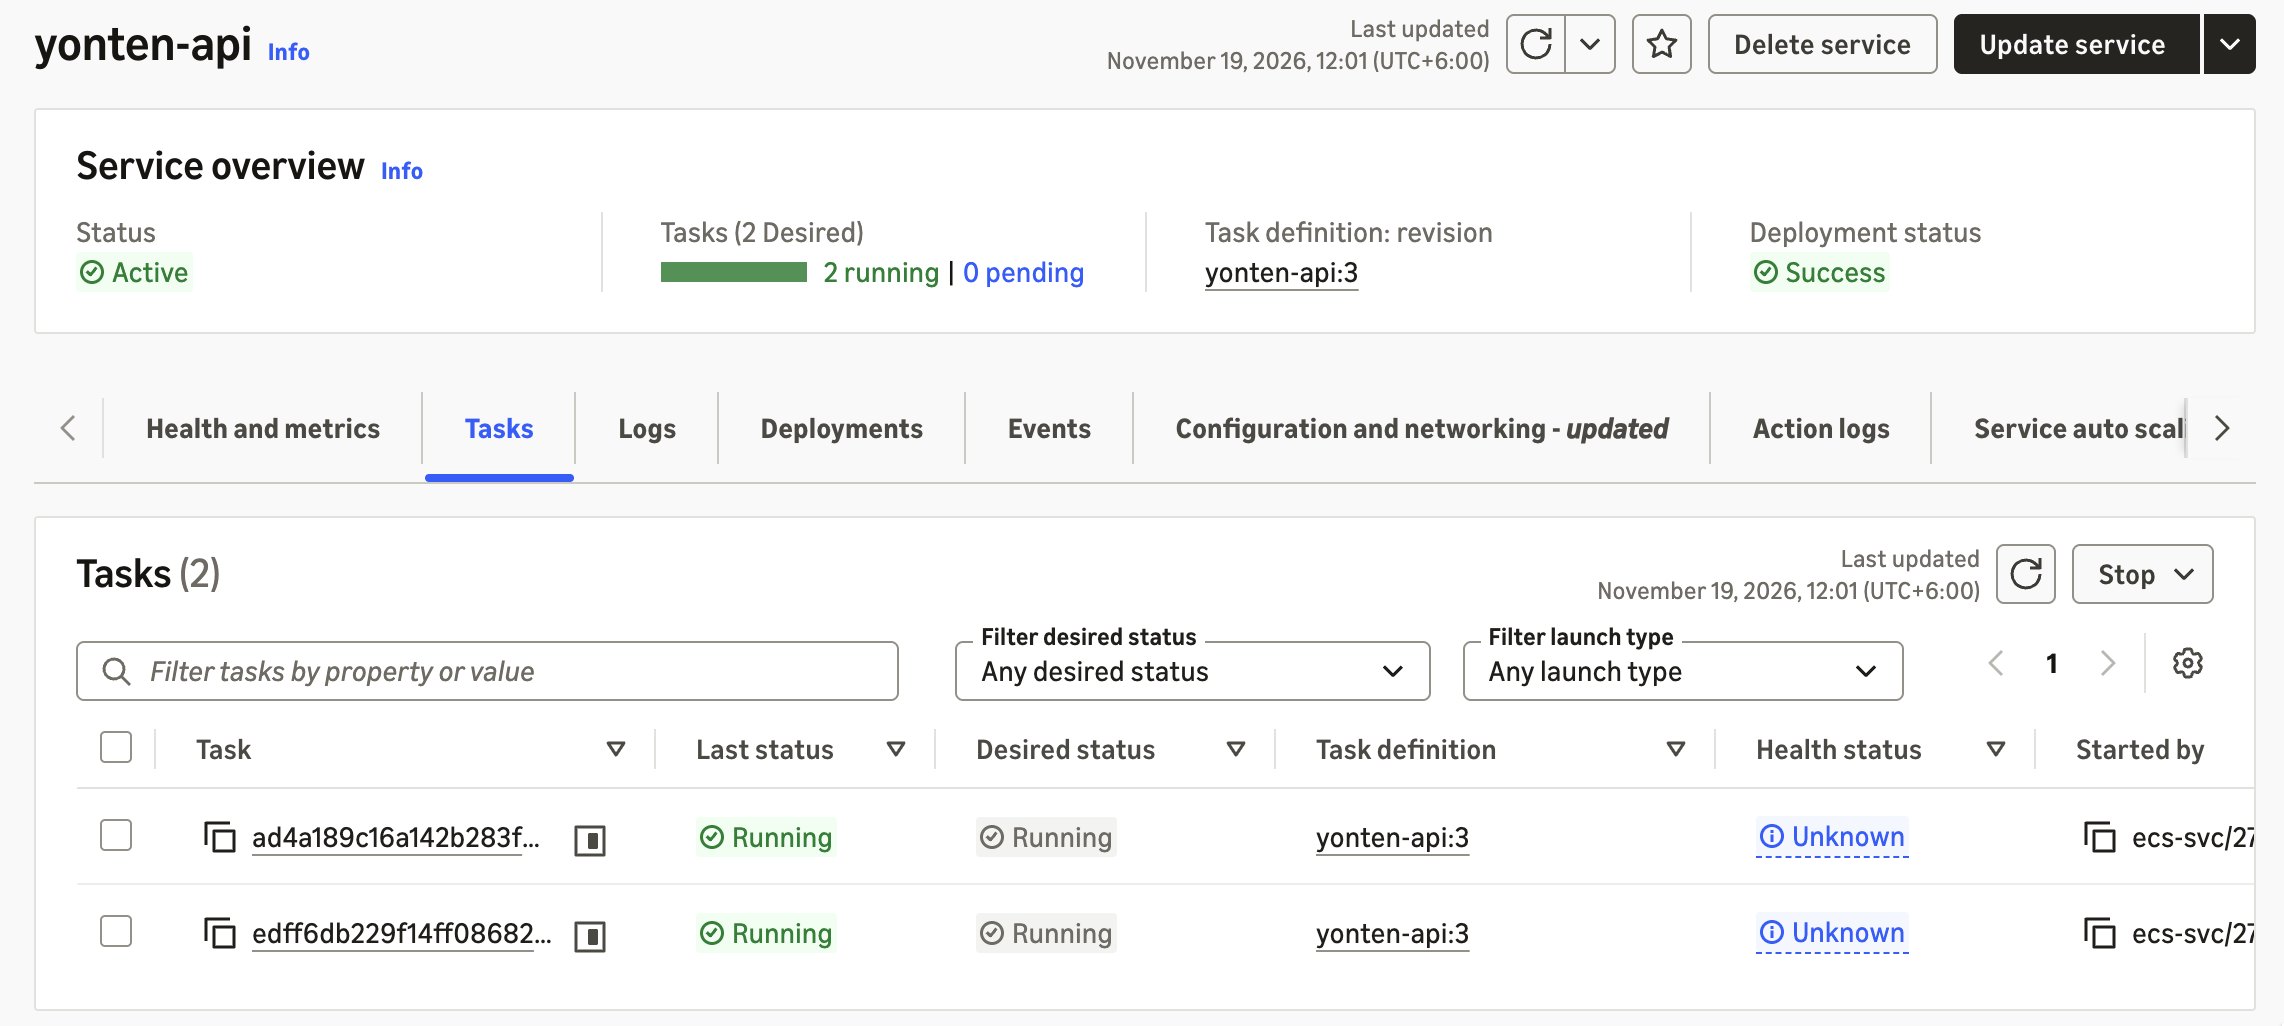 yonten-api Info
Last updated
November 19, 2026, 12:01 (UTC+6:00)
Delete service
Update service
Service overview Info
Status
Active
Tasks (2 Desired)
2 running | 0 pending
Task definition: revision
yonten-api:3
Deployment status
Success
Health and metrics
Tasks
Logs
Deployments
Events
Configuration and networking - updated
Action logs
Service auto scali
Tasks (2)
Last updated
November 19, 2026, 12:01 (UTC+6:00)
Stop
Filter tasks by property or value
Filter desired status
Any desired status
Filter launch type
Any launch type
1
Task
Last status
Desired status
Task definition
Health status
Started by
ad4a189c16a142b283f...
Running
Running
yonten-api:3
Unknown
ecs-svc/27
edff6db229f14ff08682...
Running
Running
yonten-api:3
Unknown
ecs-svc/27